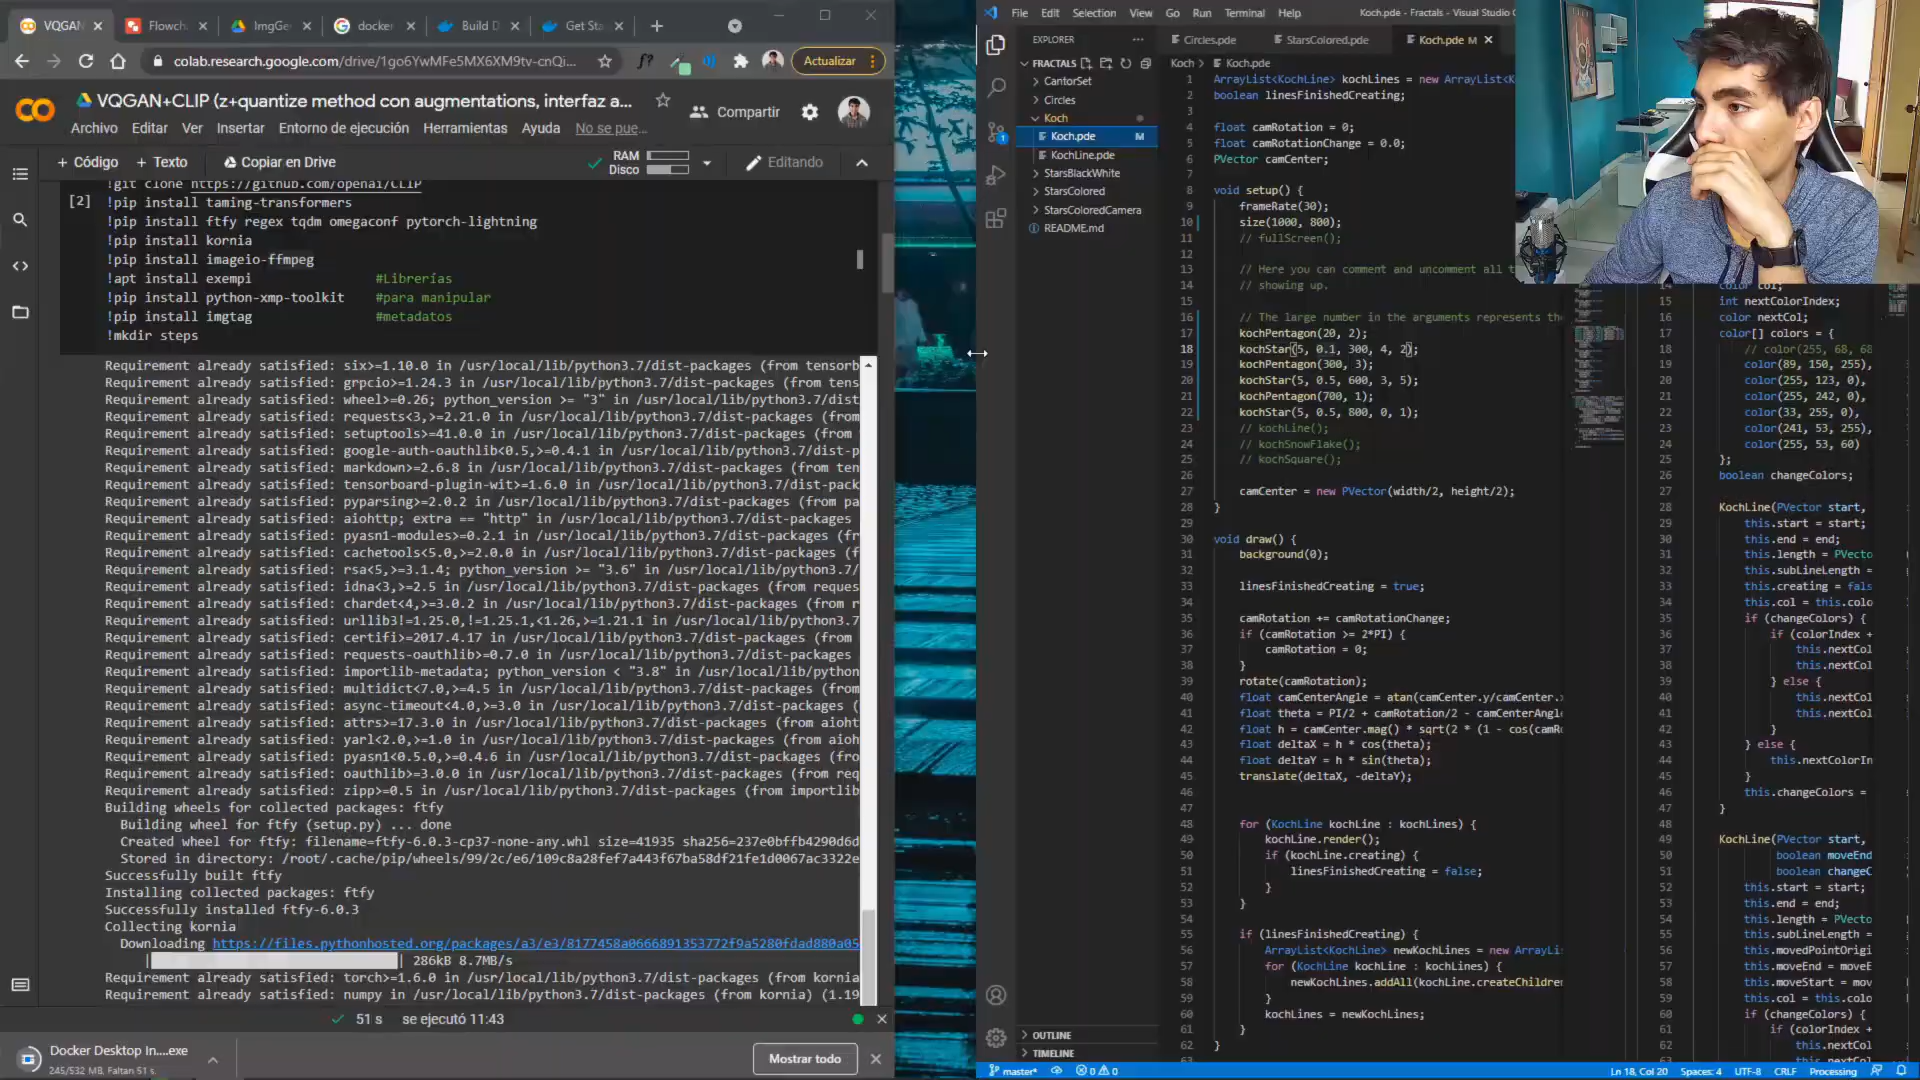 VQGAN
Flowch
ImgGe
docker
Build D
Get Sta
colab.research.google.com/drive/1go6YwMFe5MX6XM9tv-cnQi...
Actualizar
VQGAN+CLIP (z+quantize method con augmentations, interfaz a...
Compartir
Archivo Editar Ver Insertar Entorno de ejecución Herramientas Ayuda No se pue...
+ Código + Texto Copiar en Drive
RAM
Disco
Editando
!git clone https://github.com/openai/CLIP
[2] !pip install taming-transformers
!pip install ftfy regex tqdm omegaconf pytorch-lightning
!pip install kornia
!pip install imageio-ffmpeg
!apt install exempi #Librerías
!pip install python-xmp-toolkit #para manipular
!pip install imgtag #metadatos
!mkdir steps
Requirement already satisfied: six>=1.10.0 in /usr/local/lib/python3.7/dist-packages (from tensorb
Requirement already satisfied: grpcio>=1.24.3 in /usr/local/lib/python3.7/dist-packages (from tens
Requirement already satisfied: wheel>=0.26; python_version >= "3" in /usr/local/lib/python3.7/dist
Requirement already satisfied: requests<3,>=2.21.0 in /usr/local/lib/python3.7/dist-packages (from
Requirement already satisfied: setuptools>=41.0.0 in /usr/local/lib/python3.7/dist-packages (from
Requirement already satisfied: google-auth-oauthlib<0.5,>=0.4.1 in /usr/local/lib/python3.7/dist-p
Requirement already satisfied: markdown>=2.6.8 in /usr/local/lib/python3.7/dist-packages (from ten
Requirement already satisfied: tensorboard-plugin-wit>=1.6.0 in /usr/local/lib/python3.7/dist-pack
Requirement already satisfied: pyparsing>=2.0.2 in /usr/local/lib/python3.7/dist-packages (from pa
Requirement already satisfied: aiohttp; extra == "http" in /usr/local/lib/python3.7/dist-packages
Requirement already satisfied: pyasn1-modules>=0.2.1 in /usr/local/lib/python3.7/dist-packages (fr
Requirement already satisfied: cachetools<5.0,>=2.0.0 in /usr/local/lib/python3.7/dist-packages (f
Requirement already satisfied: rsa<5,>=3.1.4; python_version >= "3.6" in /usr/local/lib/python3.7/
Requirement already satisfied: idna<3,>=2.5 in /usr/local/lib/python3.7/dist-packages (from reques
Requirement already satisfied: chardet<4,>=3.0.2 in /usr/local/lib/python3.7/dist-packages (from r
Requirement already satisfied: urllib3!=1.25.0,!=1.25.1,<1.26,>=1.21.1 in /usr/local/lib/python3.7
Requirement already satisfied: certifi>=2017.4.17 in /usr/local/lib/python3.7/dist-packages (from
Requirement already satisfied: requests-oauthlib>=0.7.0 in /usr/local/lib/python3.7/dist-packages
Requirement already satisfied: importlib-metadata; python_version < "3.8" in /usr/local/lib/python
Requirement already satisfied: multidict<7.0,>=4.5 in /usr/local/lib/python3.7/dist-packages (from
Requirement already satisfied: async-timeout<4.0,>=3.0 in /usr/local/lib/python3.7/dist-packages (
Requirement already satisfied: attrs>=17.3.0 in /usr/local/lib/python3.7/dist-packages (from aioht
Requirement already satisfied: yarl<2.0,>=1.0 in /usr/local/lib/python3.7/dist-packages (from aioh
Requirement already satisfied: pyasn1<0.5.0,>=0.4.6 in /usr/local/lib/python3.7/dist-packages (fro
Requirement already satisfied: oauthlib>=3.0.0 in /usr/local/lib/python3.7/dist-packages (from req
Requirement already satisfied: zipp>=0.5 in /usr/local/lib/python3.7/dist-packages (from importlib
Building wheels for collected packages: ftfy
Building wheel for ftfy (setup.py) ... done
Created wheel for ftfy: filename=ftfy-6.0.3-cp37-none-any.whl size=41935 sha256=237e0bffb4290d6d
Stored in directory: /root/.cache/pip/wheels/99/2c/e6/109c8a28fef7a443f67ba58df21fe1d0067ac3322e
Successfully built ftfy
Installing collected packages: ftfy
Successfully installed ftfy-6.0.3
Collecting kornia
Downloading https://files.pythonhosted.org/packages/a3/e3/8177458a0666891353772f9a5280fdad880a05
286kB 8.7MB/s
Requirement already satisfied: torch>=1.6.0 in /usr/local/lib/python3.7/dist-packages (from kornia
Requirement already satisfied: numpy in /usr/local/lib/python3.7/dist-packages (from kornia) (1.19
51 s se ejecutó 11:43
Docker Desktop In....exe
245/532 MB, Faltan 51 s.
Mostrar todo
File Edit Selection View Go Run Terminal Help
Koch.pde - Fractals - Visual Studio C
EXPLORER
FRACTALS
CantorSet
Circles
Koch
Koch.pde M
KochLine.pde
StarsBlackWhite
StarsColored
StarsColoredCamera
README.md
OUTLINE
TIMELINE
Circles.pde
StarsColored.pde
Koch.pde M
Koch > Koch.pde
1 ArrayList<KochLine> kochLines = new ArrayList<K
2 boolean linesFinishedCreating;
3
4 float camRotation = 0;
5 float camRotationChange = 0.0;
6 PVector camCenter;
7
8 void setup() {
9 frameRate(30);
10 size(1000, 800);
11 // fullScreen();
12
13 // Here you can comment and uncomment all t
14 // showing up.
15
16 // The large number in the arguments represents the
17 kochPentagon(20, 2);
18 kochStar(5, 0.1, 300, 4, 2);
19 kochPentagon(300, 3);
20 kochStar(5, 0.5, 600, 3, 5);
21 kochPentagon(700, 1);
22 kochStar(5, 0.5, 800, 0, 1);
23 // kochLine();
24 // kochSnowFlake();
25 // kochSquare();
26
27 camCenter = new PVector(width/2, height/2);
28 }
29
30 void draw() {
31 background(0);
32
33 linesFinishedCreating = true;
34
35 camRotation += camRotationChange;
36 if (camRotation >= 2*PI) {
37 camRotation = 0;
38 }
39 rotate(camRotation);
40 float camCenterAngle = atan(camCenter.y/camCenter.
41 float theta = PI/2 + camRotation/2 - camCenterAngl
42 float h = camCenter.mag() * sqrt(2 * (1 - cos(camR
43 float deltaX = h * cos(theta);
44 float deltaY = h * sin(theta);
45 translate(deltaX, -deltaY);
46
47
48 for (KochLine kochLine : kochLines) {
49 kochLine.render();
50 if (kochLine.creating) {
51 linesFinishedCreating = false;
52 }
53 }
54
55 if (linesFinishedCreating) {
56 ArrayList<KochLine> newKochLines = new ArrayLis
57 for (KochLine kochLine : kochLines) {
58 newKochLines.addAll(kochLine.createChildre
59 }
60 kochLines = newKochLines;
61 }
62 }
15 int nextColorIndex;
16 color nextCol;
17 color[] colors = {
18 // color(255, 68, 68
19 color(89, 150, 255),
20 color(255, 123, 0),
21 color(255, 242, 0),
22 color(33, 255, 0),
23 color(241, 53, 255),
24 color(255, 53, 60)
25 };
26 boolean changeColors;
27
28 KochLine(PVector start,
29 this.start = start;
30 this.end = end;
31 this.length = PVecto
32 this.subLineLength =
33 this.creating = fals
34 this.col = this.colo
35 if (changeColors) {
36 if (colorIndex +
37 this.nextCol
38 this.nextCol
39 } else {
40 this.nextCol
41 this.nextCol
42 }
43 } else {
44 this.nextColorIn
45 }
46 this.changeColors =
47 }
48
49 KochLine(PVector start,
50 boolean moveEnd
51 boolean changeC
52 this.start = start;
53 this.end = end;
54 this.length = PVecto
55 this.subLineLength =
56 this.movedPointOrigi
57 this.moveEnd = moveE
58 this.moveStart = mov
59 this.col = this.colo
60 if (changeColors) {
61 if (colorIndex +
62 this.nextCol
master* 0 0
Ln 18, Col 20 Spaces: 4 UTF-8 CRLF Processing